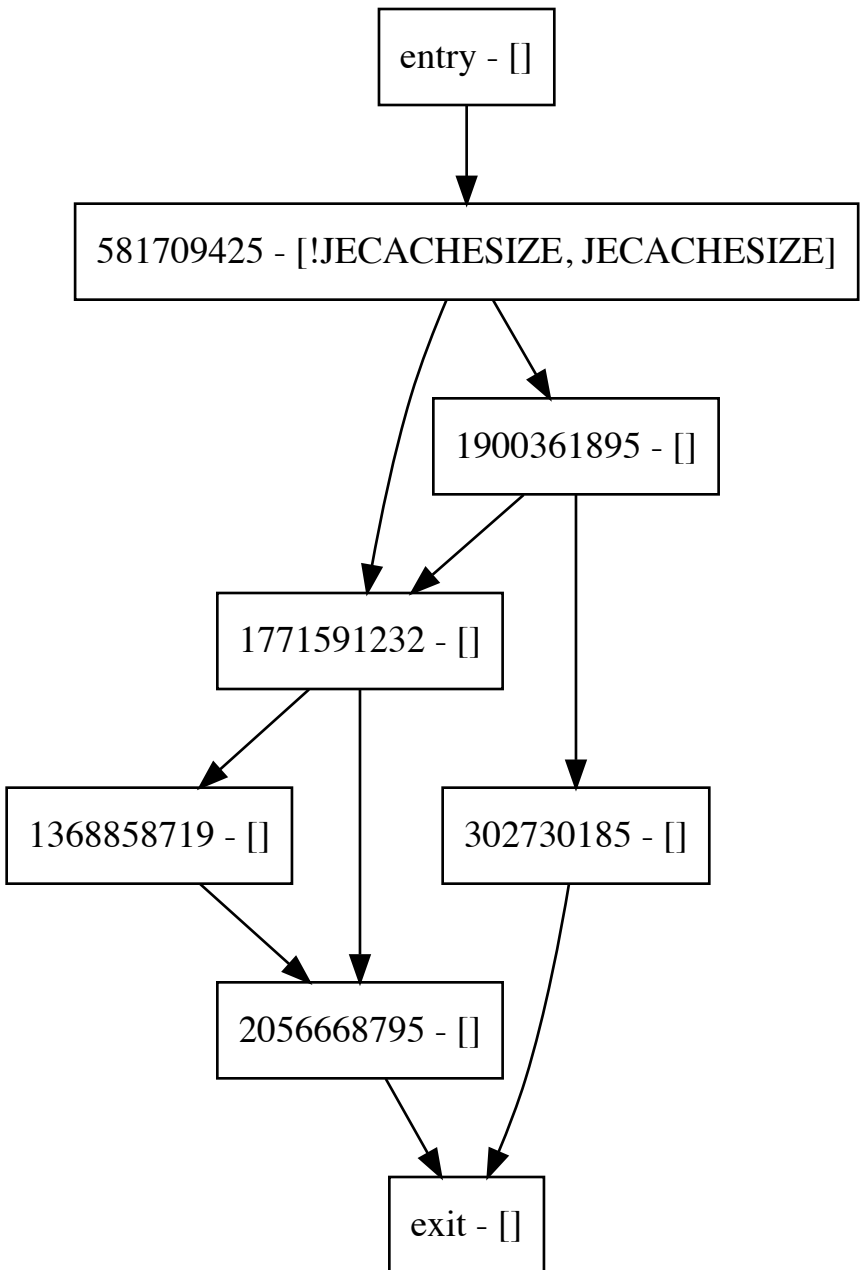 entry - []
581709425 - [!JECACHESIZE, JECACHESIZE]
1900361895 - []
1771591232 - []
1368858719 - []
302730185 - []
2056668795 - []
exit - []